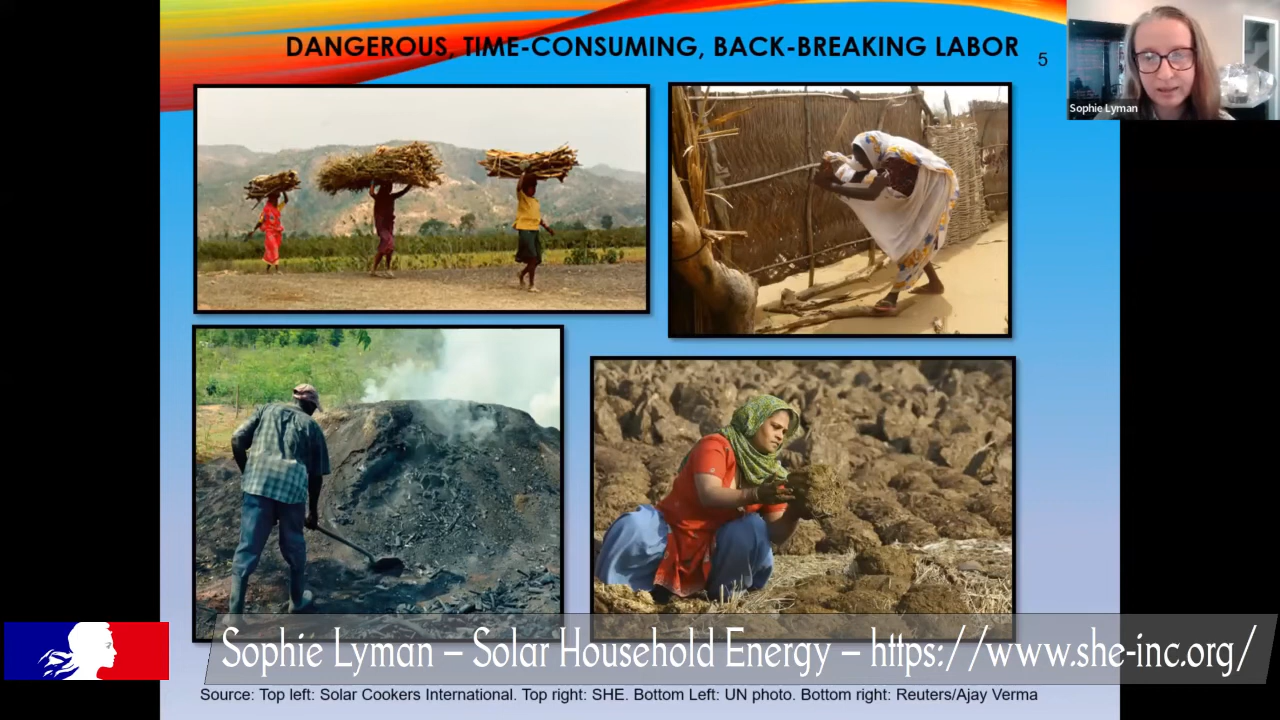 DANGEROUS, TIME-CONSUMING, BACK-BREAKING LABOR
5
Sophie Lyman
Sophie Lyman – Solar Household Energy – https://www.she-inc.org/
Source: Top left: Solar Cookers International. Top right: SHE. Bottom Left: UN photo. Bottom right: Reuters/Ajay Verma